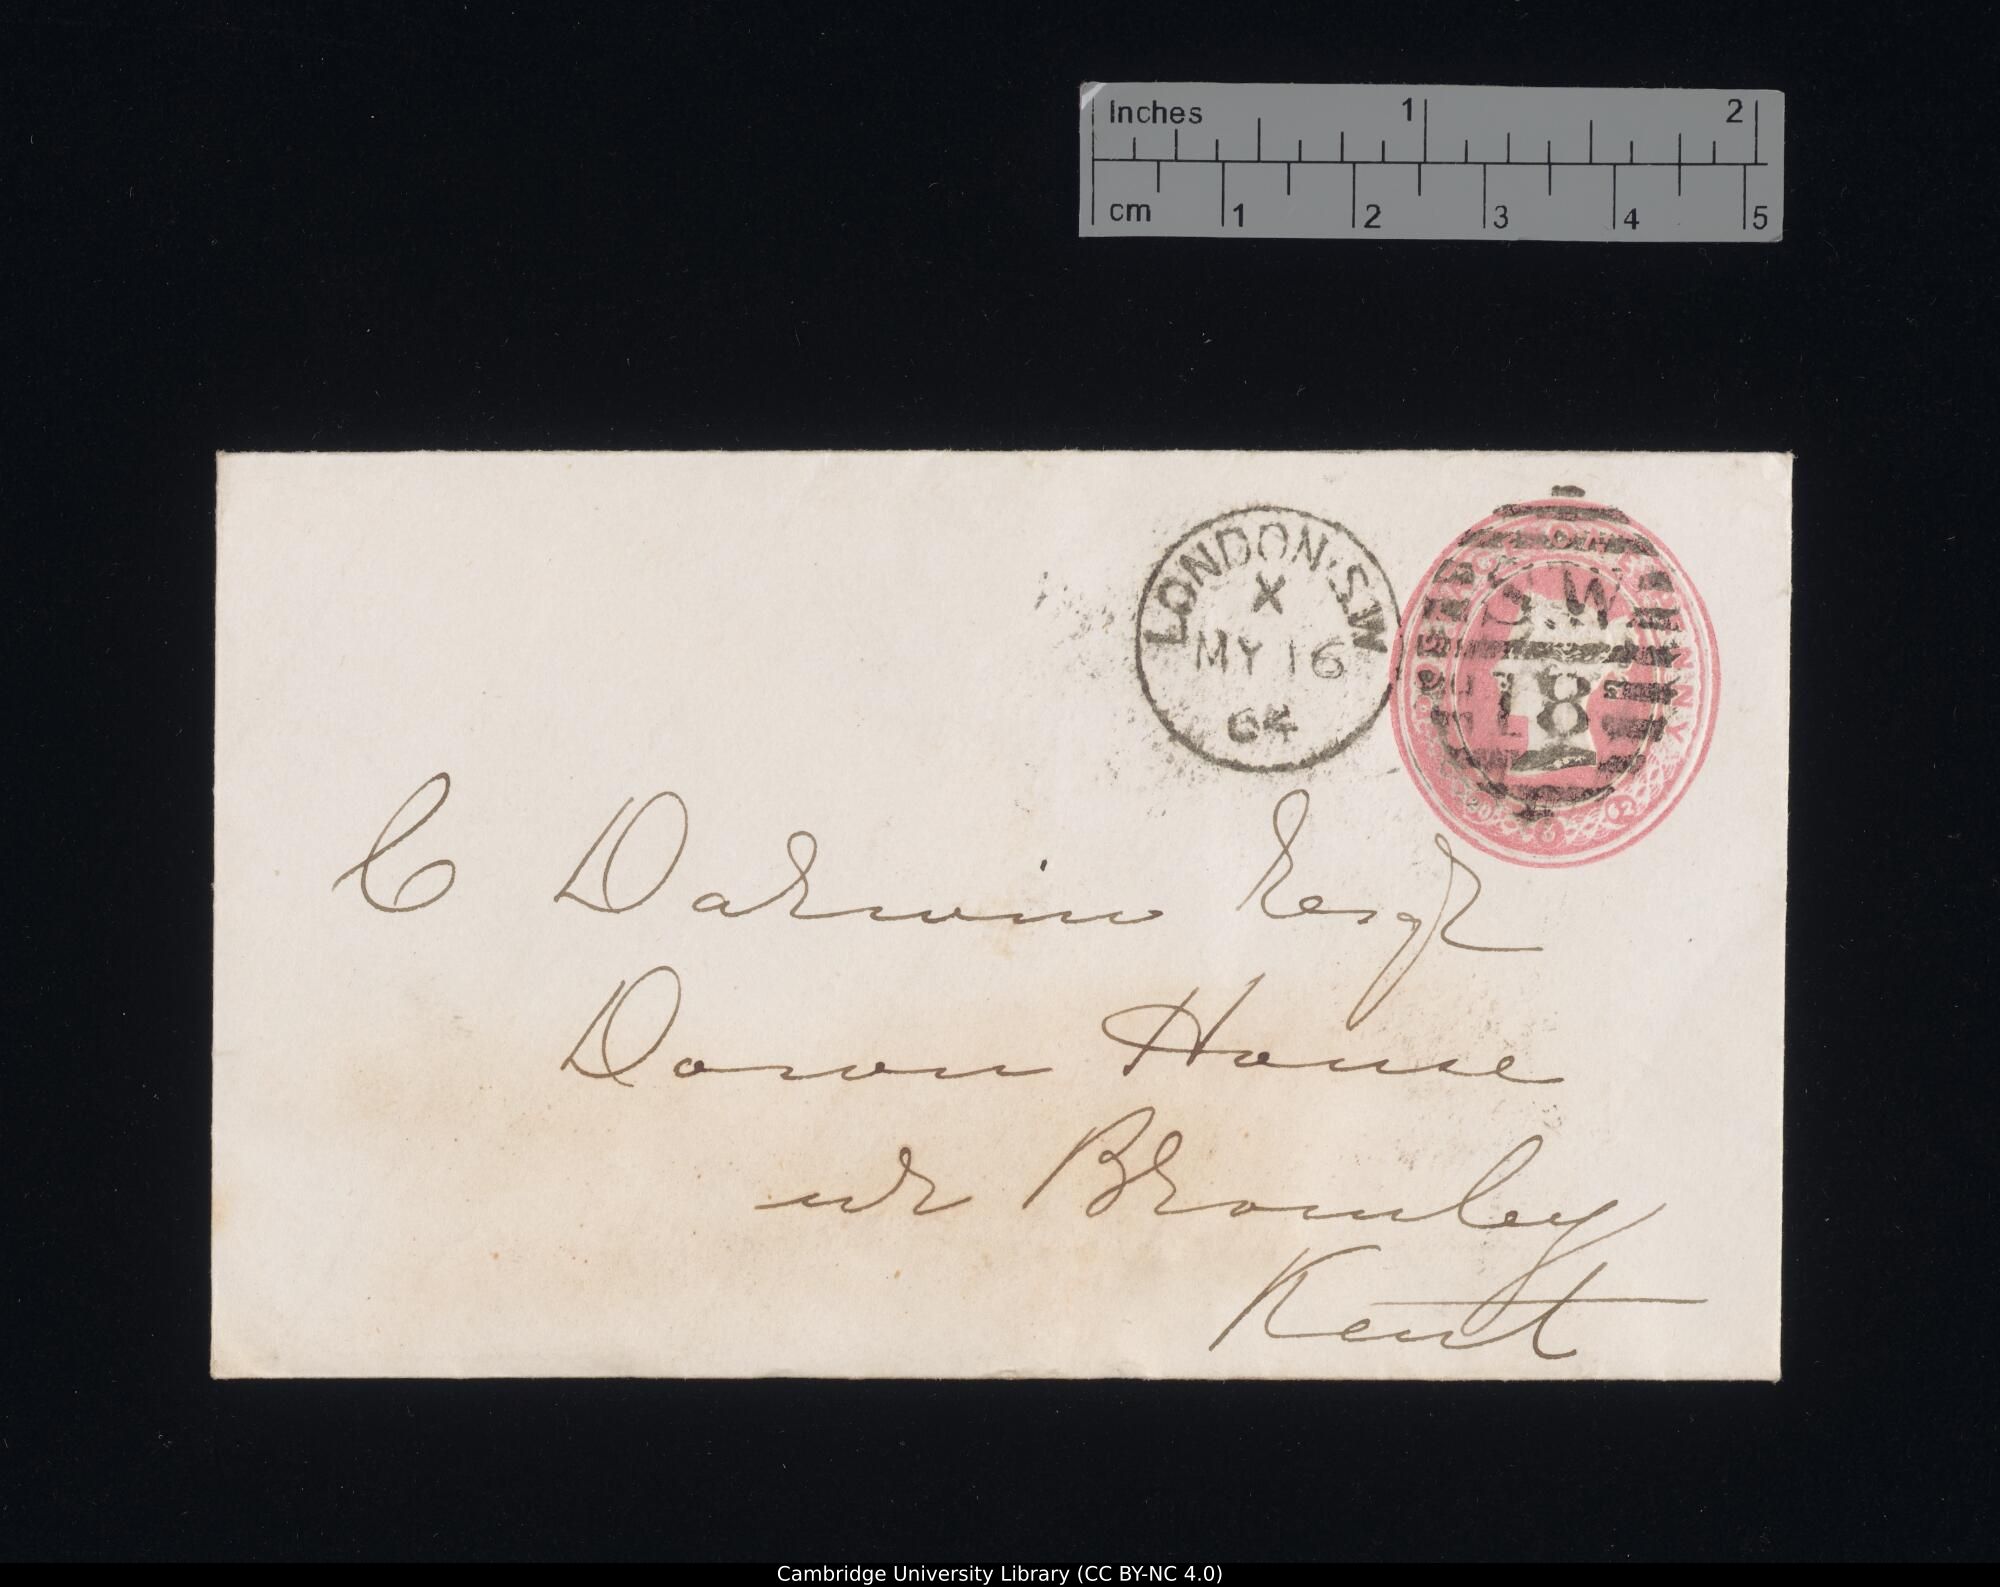 Inches 1 2
cm 1 2 3 4 5
LONDON·S.W
X
MY 16
64
S.W
18
PENNY
C Darwin Esqr
Down House
nr Bromley
Kent
Cambridge University Library (CC BY-NC 4.0)